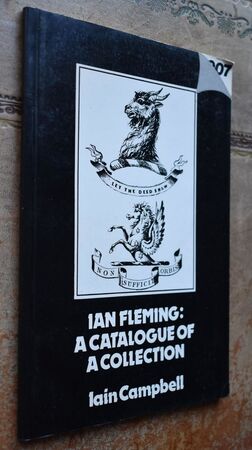 007
LET THE DEED SHAW
NON SUFFICIT ORBIS
IAN FLEMING:
A CATALOGUE OF
A COLLECTION
Iain Campbell